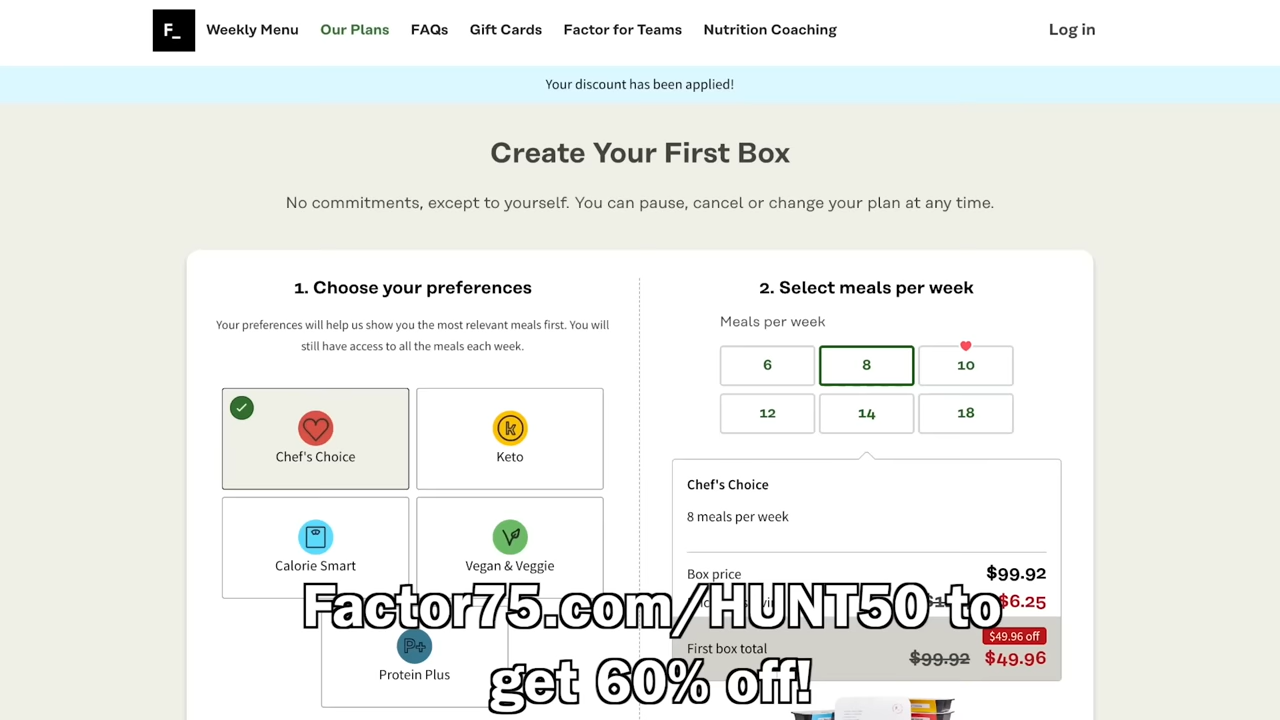 F_
Weekly Menu
Our Plans
FAQs
Gift Cards
Factor for Teams
Nutrition Coaching
Log in
Your discount has been applied!
Create Your First Box
No commitments, except to yourself. You can pause, cancel or change your plan at any time.
1. Choose your preferences
Your preferences will help us show you the most relevant meals first. You will
still have access to all the meals each week.
Chef's Choice
k
Keto
Calorie Smart
Vegan & Veggie
P+
Protein Plus
2. Select meals per week
Meals per week
6
8
10
12
14
18
Chef's Choice
8 meals per week
Box price
$99.92
$6.25
First box total
$49.96 off
$99.92
$49.96
Factor75.com/HUNT50 to
get 60% off!